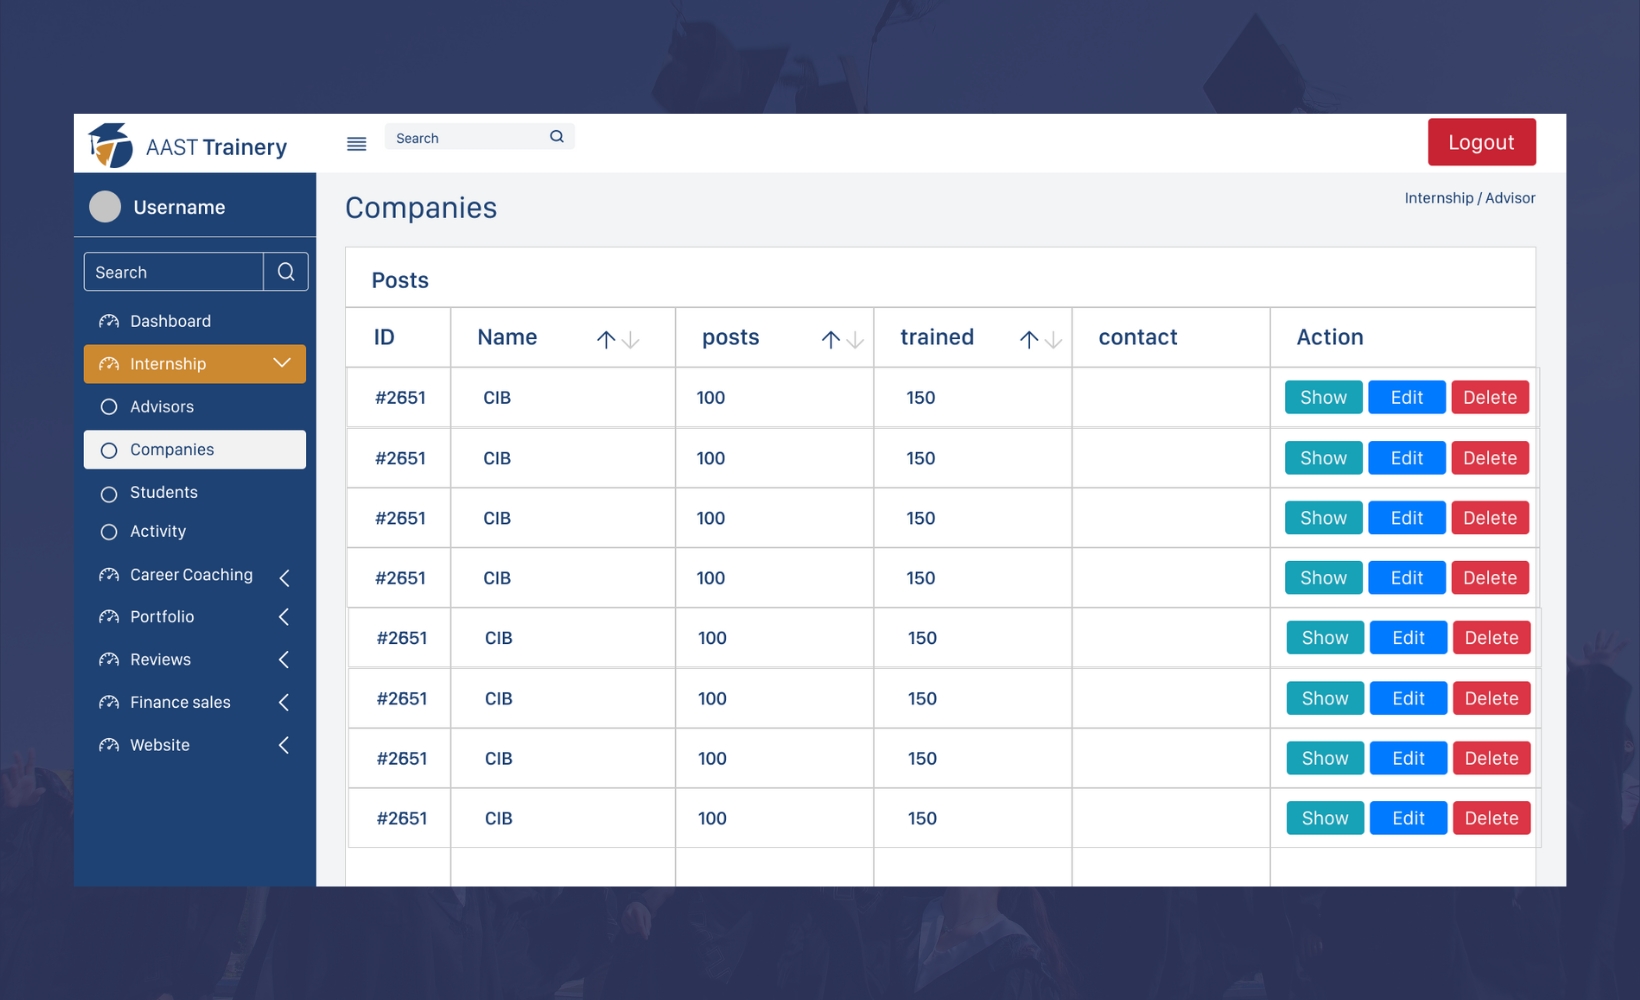 AAST Trainery
Search
Logout
Username
Search
Dashboard
Internship
Advisors
Companies
Students
Activity
Career Coaching
Portfolio
Reviews
Finance sales
Website
Companies
Internship / Advisor
Posts
ID Name posts trained contact Action
#2651 CIB 100 150 Show Edit Delete
#2651 CIB 100 150 Show Edit Delete
#2651 CIB 100 150 Show Edit Delete
#2651 CIB 100 150 Show Edit Delete
#2651 CIB 100 150 Show Edit Delete
#2651 CIB 100 150 Show Edit Delete
#2651 CIB 100 150 Show Edit Delete
#2651 CIB 100 150 Show Edit Delete